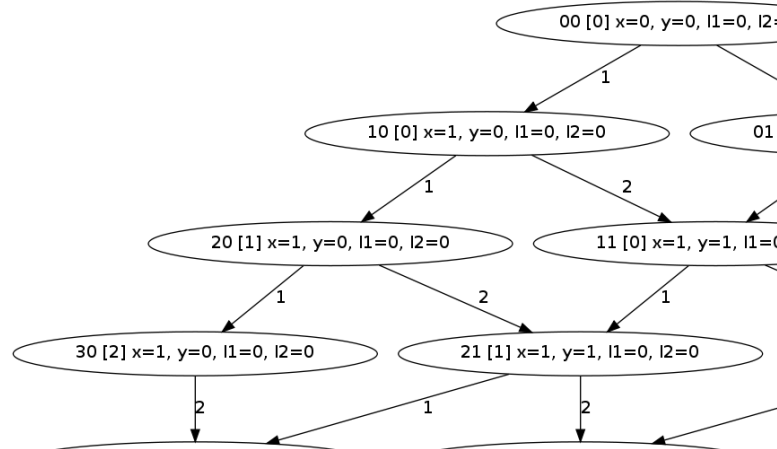 00 [0] x=0, y=0, l1=0, l2=
1
10 [0] x=1, y=0, l1=0, l2=0
01
1
2
20 [1] x=1, y=0, l1=0, l2=0
11 [0] x=1, y=1, l1=0
1
2
1
30 [2] x=1, y=0, l1=0, l2=0
21 [1] x=1, y=1, l1=0, l2=0
2
1
2